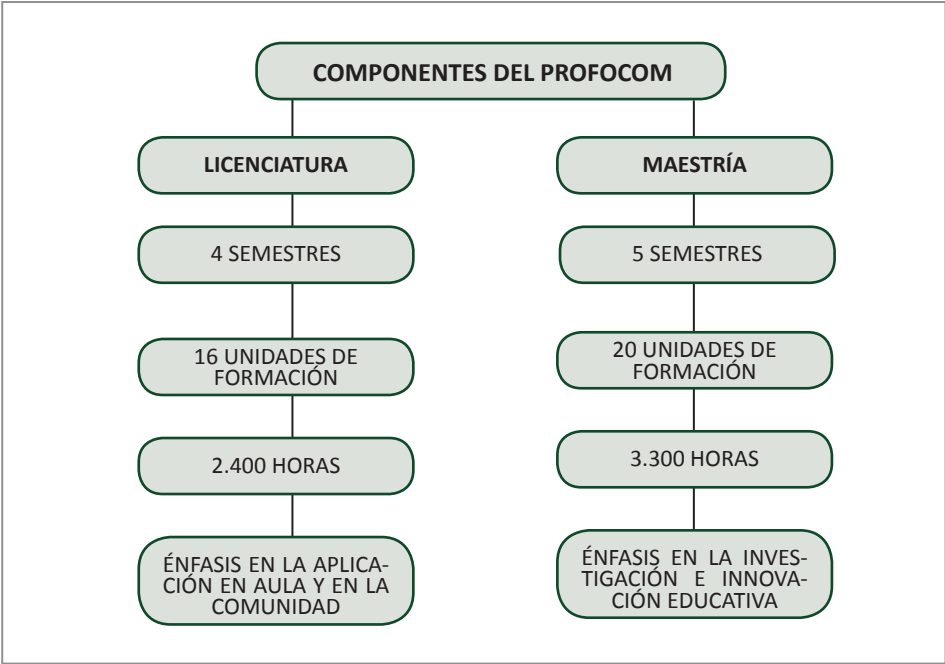 COMPONENTES DEL PROFOCOM
LICENCIATURA
4 SEMESTRES
16 UNIDADES DE
FORMACIÓN
2.400 HORAS
ÉNFASIS EN LA APLICA-
CIÓN EN AULA Y EN LA
COMUNIDAD
MAESTRÍA
5 SEMESTRES
20 UNIDADES DE
FORMACIÓN
3.300 HORAS
ÉNFASIS EN LA INVES-
TIGACIÓN E INNOVA-
CIÓN EDUCATIVA